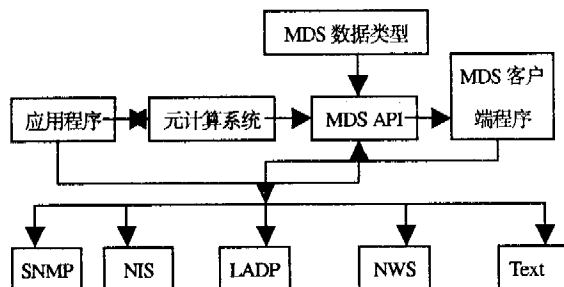 MDS 数据类型
MDS 客户
端程序
应用程序
元计算系统
MDS API
SNMP
NIS
LADP
NWS
Text